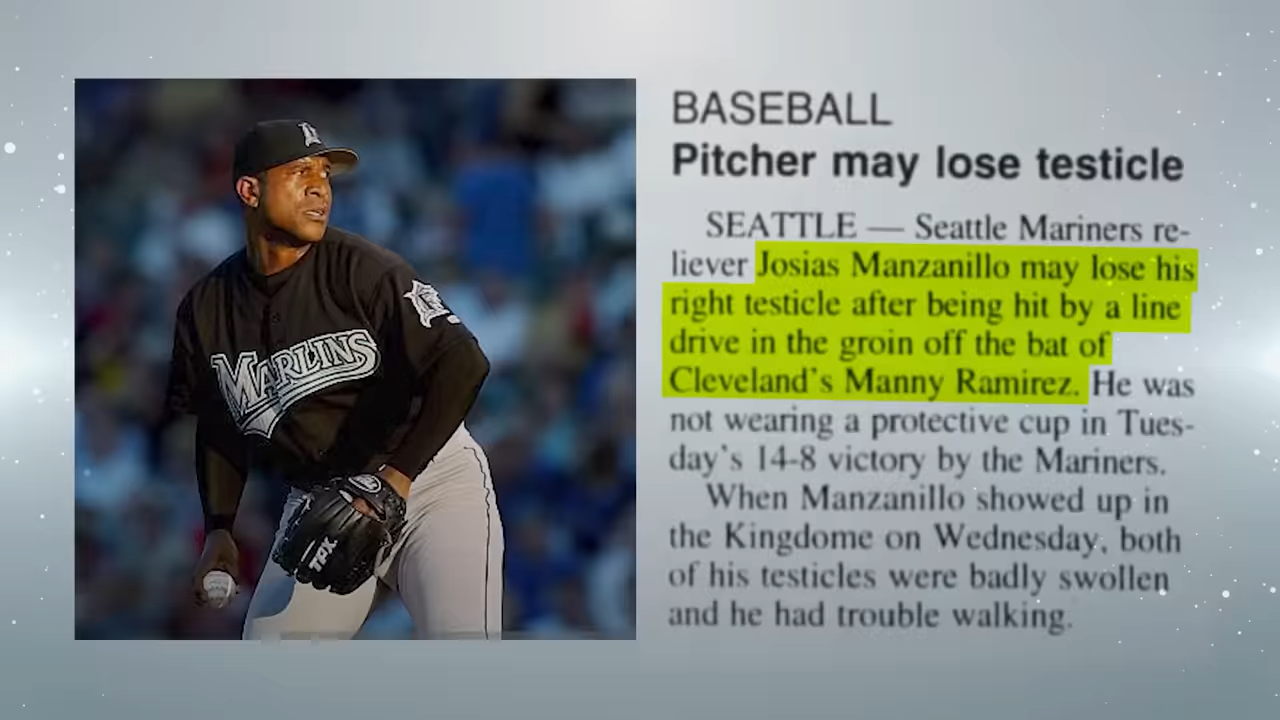 MARLINS
TPX
BASEBALL
Pitcher may lose testicle
SEATTLE — Seattle Mariners re-
liever Josias Manzanillo may lose his
right testicle after being hit by a line
drive in the groin off the bat of
Cleveland's Manny Ramirez. He was
not wearing a protective cup in Tues-
day's 14-8 victory by the Mariners.
When Manzanillo showed up in
the Kingdome on Wednesday, both
of his testicles were badly swollen
and he had trouble walking.